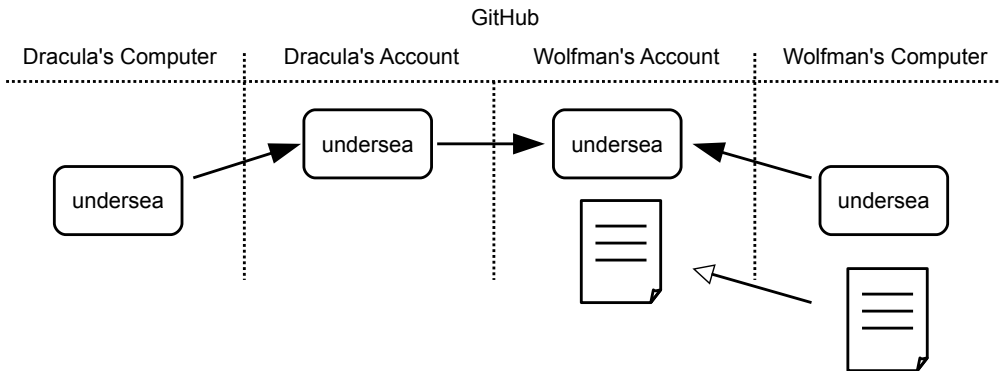 GitHub
Dracula's Computer
Dracula's Account
Wolfman's Account
Wolfman's Computer
undersea
undersea
undersea
undersea